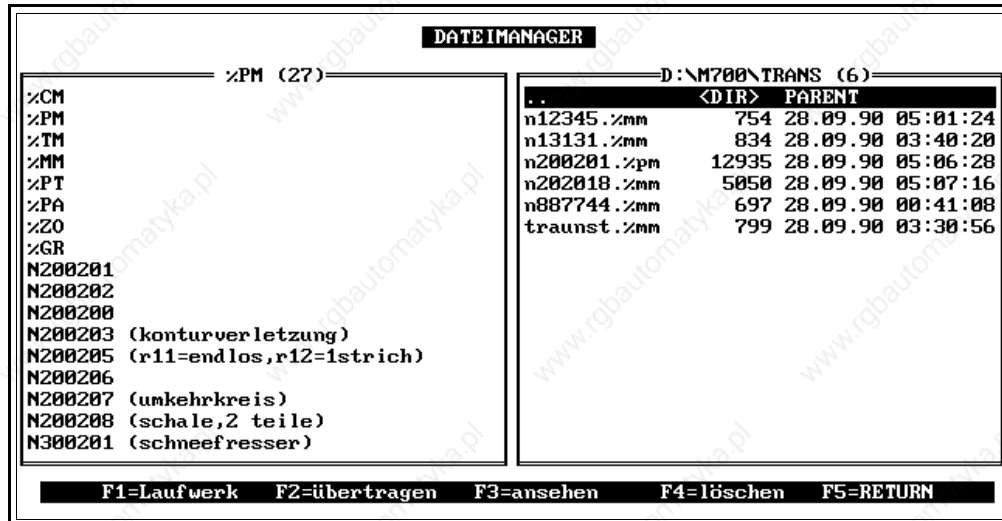 DATEIMANAGER
%PM (27)
%CM
%PM
%TM
%MM
%PT
%PA
%ZO
%GR
N200201
N200202
N200200
N200203 (konturverletzung)
N200205 (r11=endlos,r12=1strich)
N200206
N200207 (umkehrkreis)
N200208 (schale,2 teile)
N300201 (schneefresser)
D:\M700\TRANS (6)
.. <DIR> PARENT
n12345.%mm 754 28.09.90 05:01:24
n13131.%mm 834 28.09.90 03:40:20
n200201.%pm 12935 28.09.90 05:06:28
n202018.%mm 5050 28.09.90 05:07:16
n887744.%mm 697 28.09.90 00:41:08
traunst.%mm 799 28.09.90 03:30:56
F1=Laufwerk F2=übertragen F3=ansehen F4=löschen F5=RETURN
www.rgbautomatyka.pl